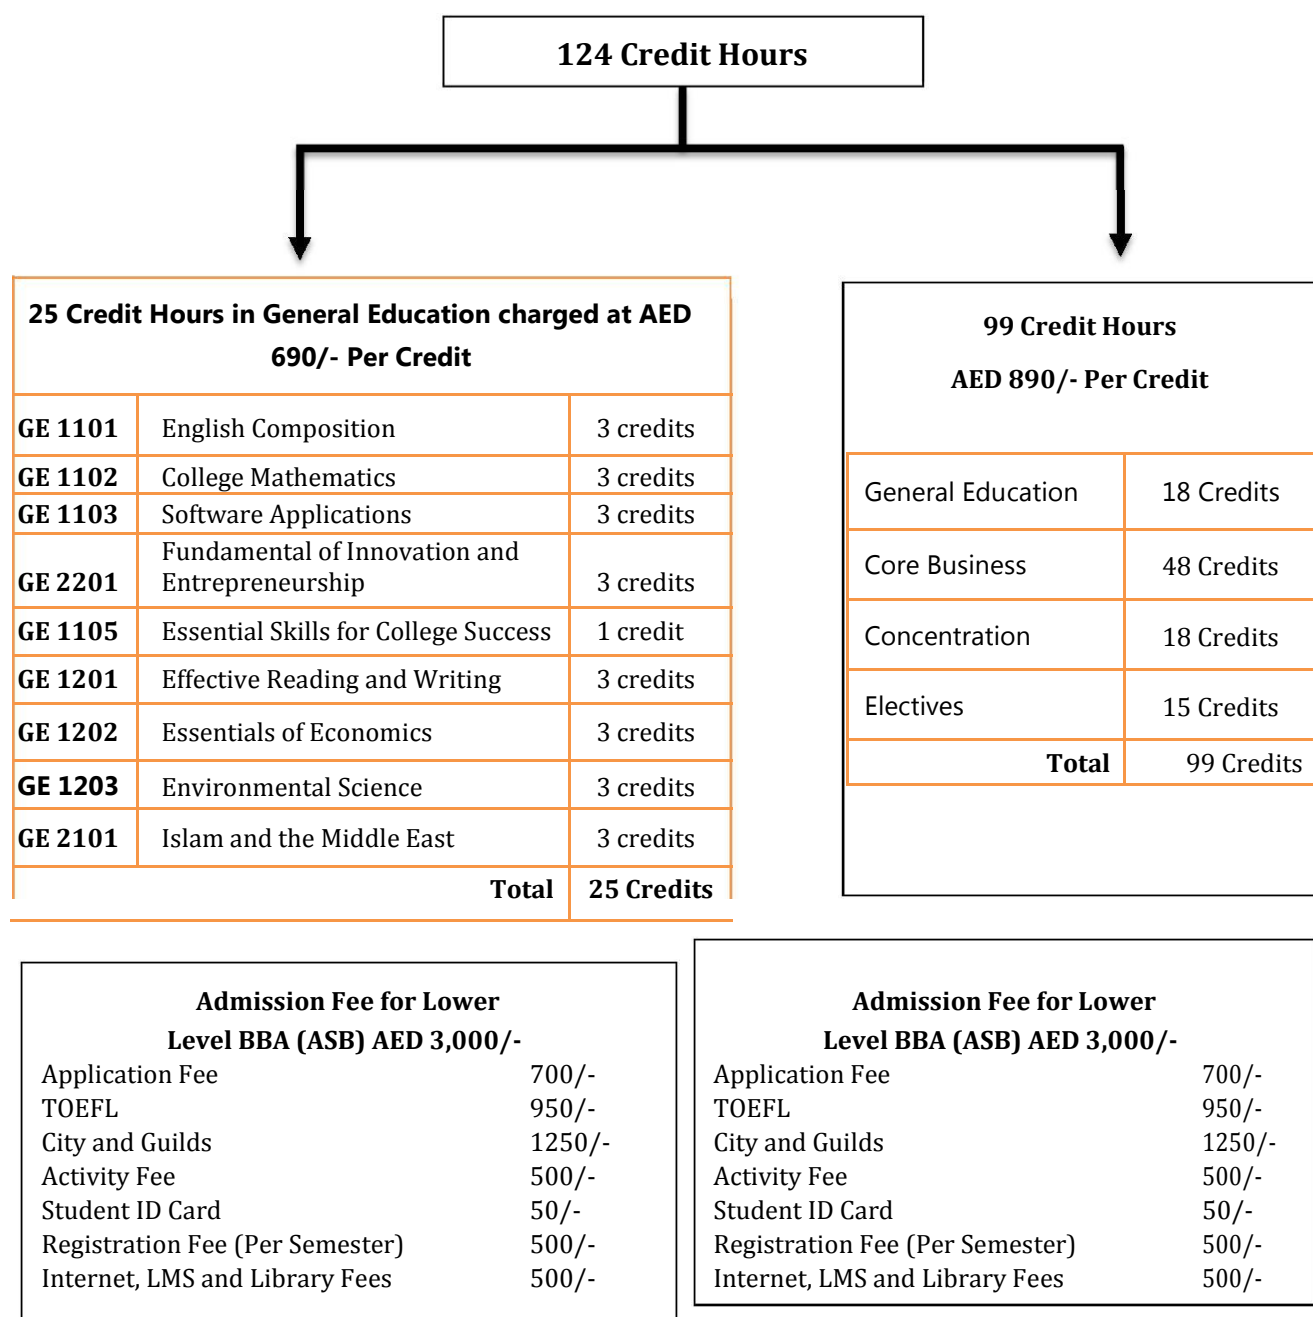 124 Credit Hours
25 Credit Hours in General Education charged at AED
690/- Per Credit
GE 1101 English Composition 3 credits
GE 1102 College Mathematics 3 credits
GE 1103 Software Applications 3 credits
Fundamental of Innovation and
GE 2201 Entrepreneurship 3 credits
GE 1105 Essential Skills for College Success 1 credit
GE 1201 Effective Reading and Writing 3 credits
GE 1202 Essentials of Economics 3 credits
GE 1203 Environmental Science 3 credits
GE 2101 Islam and the Middle East 3 credits
Total 25 Credits
99 Credit Hours
AED 890/- Per Credit
General Education 18 Credits
Core Business 48 Credits
Concentration 18 Credits
Electives 15 Credits
Total 99 Credits
Admission Fee for Lower
Level BBA (ASB) AED 3,000/-
Application Fee 700/-
TOEFL 950/-
City and Guilds 1250/-
Activity Fee 500/-
Student ID Card 50/-
Registration Fee (Per Semester) 500/-
Internet, LMS and Library Fees 500/-
Admission Fee for Lower
Level BBA (ASB) AED 3,000/-
Application Fee 700/-
TOEFL 950/-
City and Guilds 1250/-
Activity Fee 500/-
Student ID Card 50/-
Registration Fee (Per Semester) 500/-
Internet, LMS and Library Fees 500/-